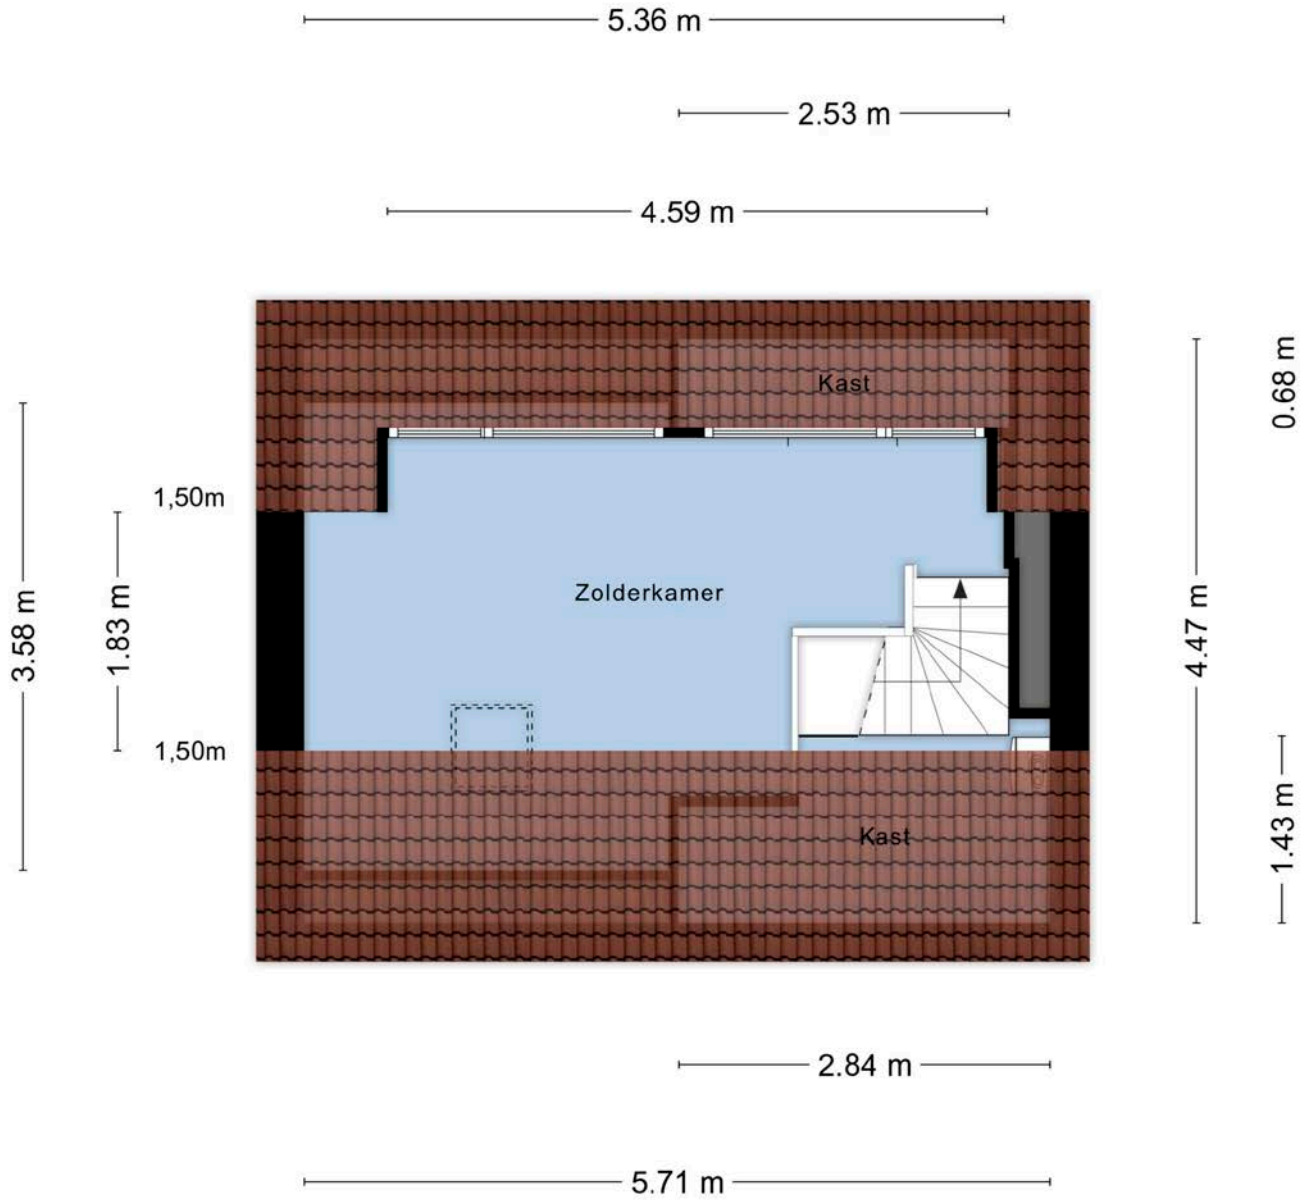 5.36 m
2.53 m
4.59 m
Kast
0.68 m
1,50m
Zolderkamer
3.58 m
1.83 m
4.47 m
1,50m
Kast
1.43 m
2.84 m
5.71 m